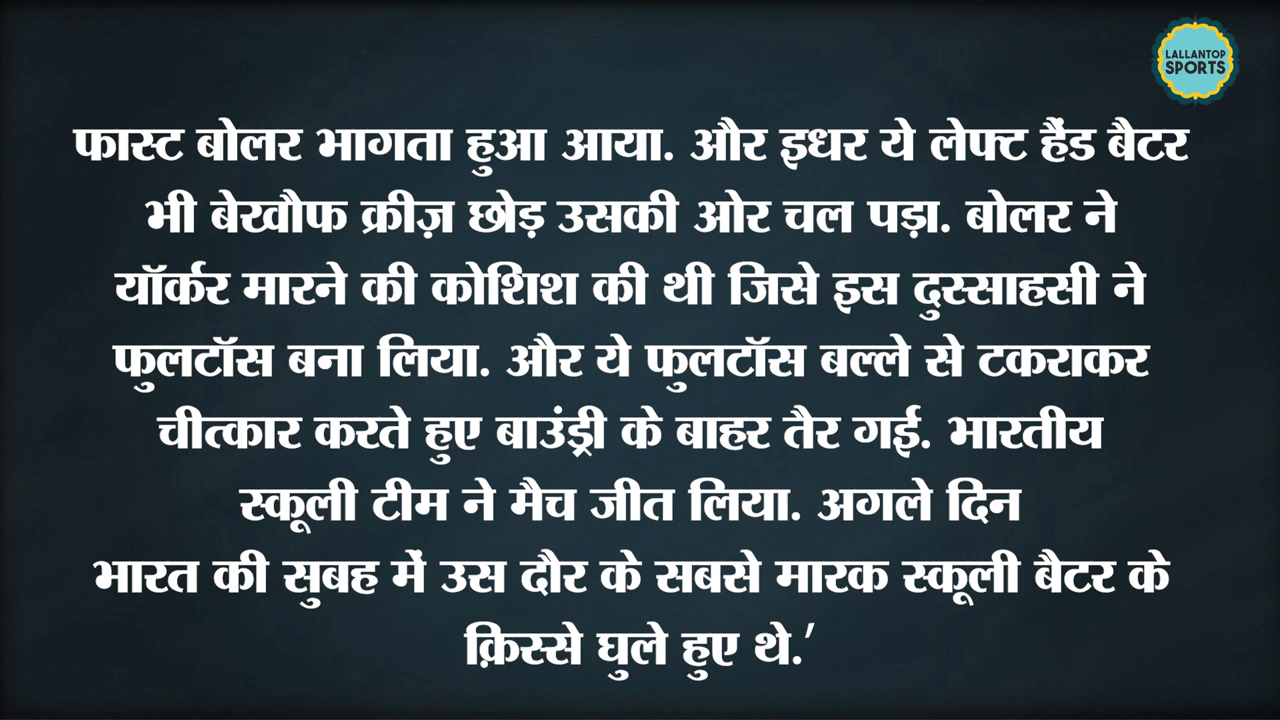 LALLANTOP
SPORTS
फास्ट बोलर भागता हुआ आया. और इधर ये लेफ्ट हैंड बैटर
भी बेखौफ क्रीज़ छोड़ उसकी ओर चल पड़ा. बोलर ने
यॉर्कर मारने की कोशिश की थी जिसे इस दुस्साहसी ने
फुलटॉस बना लिया. और ये फुलटॉस बल्ले से टकराकर
चीत्कार करते हुए बाउंड्री के बाहर तैर गई. भारतीय
स्कूली टीम ने मैच जीत लिया. अगले दिन
भारत की सुबह में उस दौर के सबसे मारक स्कूली बैटर के
क़िस्से घुले हुए थे.’